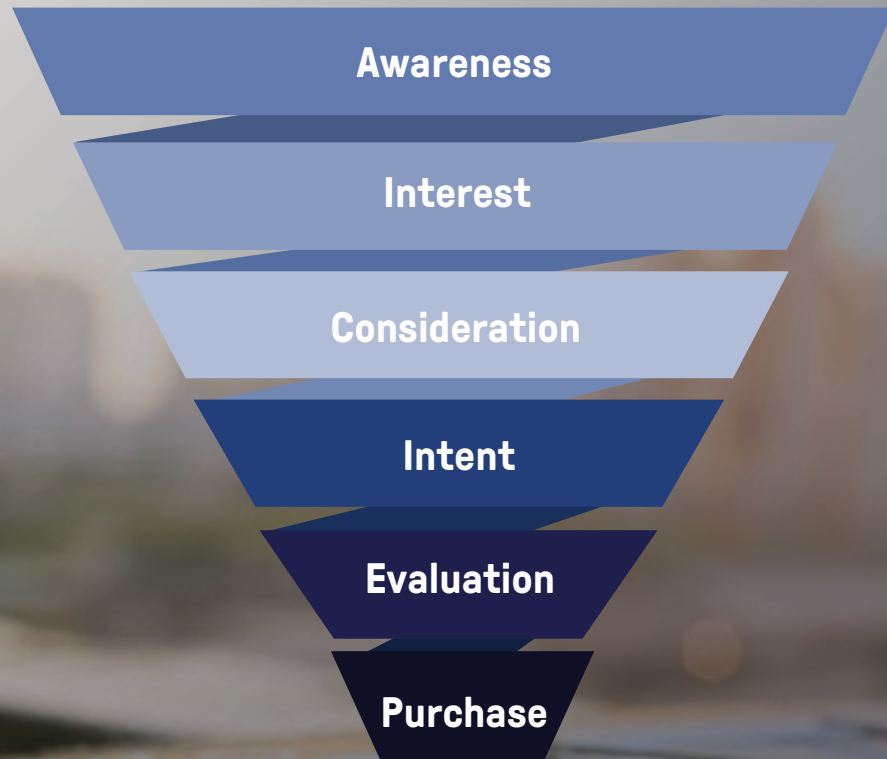 Awareness
Interest
Consideration
Intent
Evaluation
Purchase